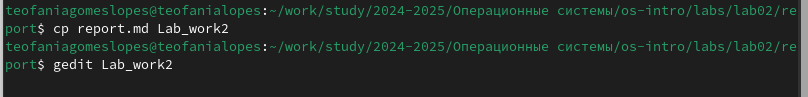 teofaniagomeslopes@teofanialopes:~/work/study/2024-2025/Операционные системы/os-intro/labs/lab02/re
port$ cp report.md Lab_work2
teofaniagomeslopes@teofanialopes:~/work/study/2024-2025/Операционные системы/os-intro/labs/lab02/re
port$ gedit Lab_work2